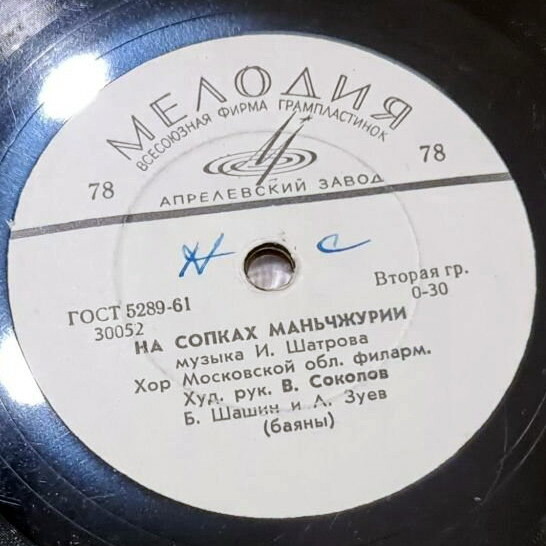 МЕЛОДИЯ
ВСЕСОЮЗНАЯ ФИРМА ГРАМПЛАСТИНОК
78
78
АПРЕЛЕВСКИЙ ЗАВОД
Н С
ГОСТ 5289-61
30052
Вторая гр.
0-30
НА СОПКАХ МАНЬЧЖУРИИ
музыка И. Шатрова
Хор Московской обл. филарм.
Худ. рук. В. Соколов
Б. Шашин и А. Зуев
(баяны)